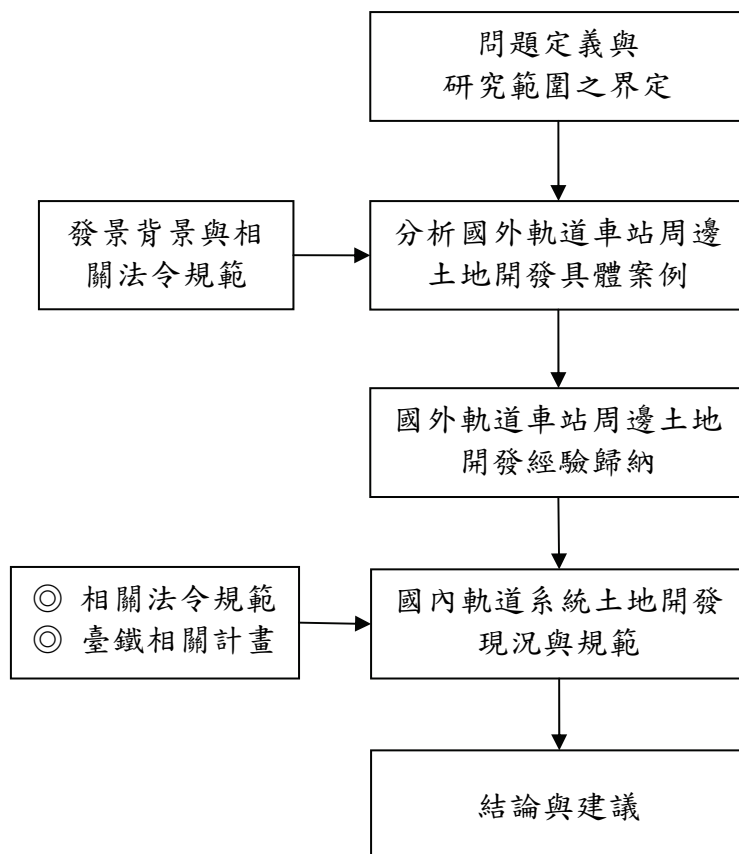 問題定義與
研究範圍之界定
發景背景與相
關法令規範
分析國外軌道車站周邊
土地開發具體案例
國外軌道車站周邊土地
開發經驗歸納
◎ 相關法令規範
◎ 臺鐵相關計畫
國內軌道系統土地開發
現況與規範
結論與建議